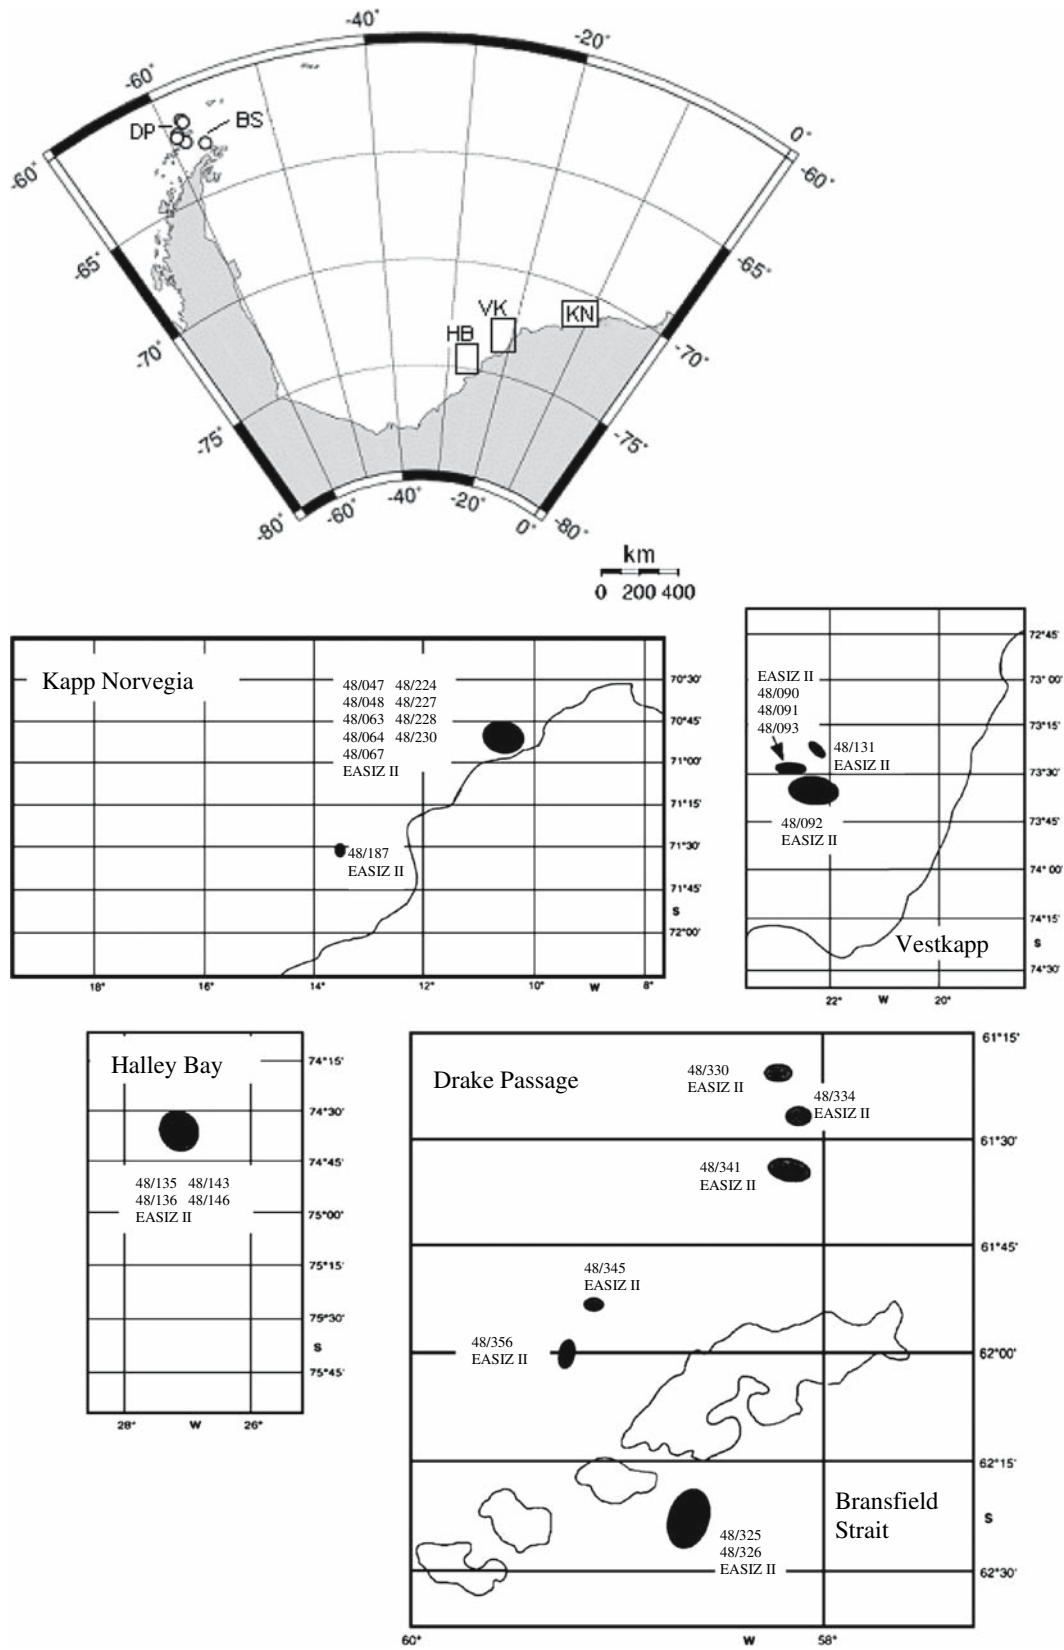 -40°
-20°
-60°
0°
DP
BS
-60°
-60°
-65°
-65°
VK
KN
HB
-70°
-70°
-75°
-75°
-80°
-60°
-40°
-20°
0°
-80°
km
0 200 400
Kapp Norvegia
48/047 48/224
48/048 48/227
48/063 48/228
48/064 48/230
48/067
EASIZ II
48/187
EASIZ II
70°30'
70°45'
71°00'
71°15'
71°30'
71°45'
S
72°00'
18° 16° 14° 12° 10° W 8°
EASIZ II
48/090
48/091
48/093
48/131
EASIZ II
48/092
EASIZ II
Vestkapp
72°45'
73°00'
73°15'
73°30'
73°45'
74°00'
74°15'
S
74°30'
22° W 20°
Halley Bay
48/135 48/143
48/136 48/146
EASIZ II
74°15'
74°30'
74°45'
75°00'
75°15'
75°30'
S
75°45'
28° W 26°
Drake Passage
48/330
EASIZ II
48/334
EASIZ II
48/341
EASIZ II
48/345
EASIZ II
48/356
EASIZ II
Bransfield
Strait
48/325
48/326
EASIZ II
61°15'
61°30'
61°45'
62°00'
62°15'
S
62°30'
60° W 58°